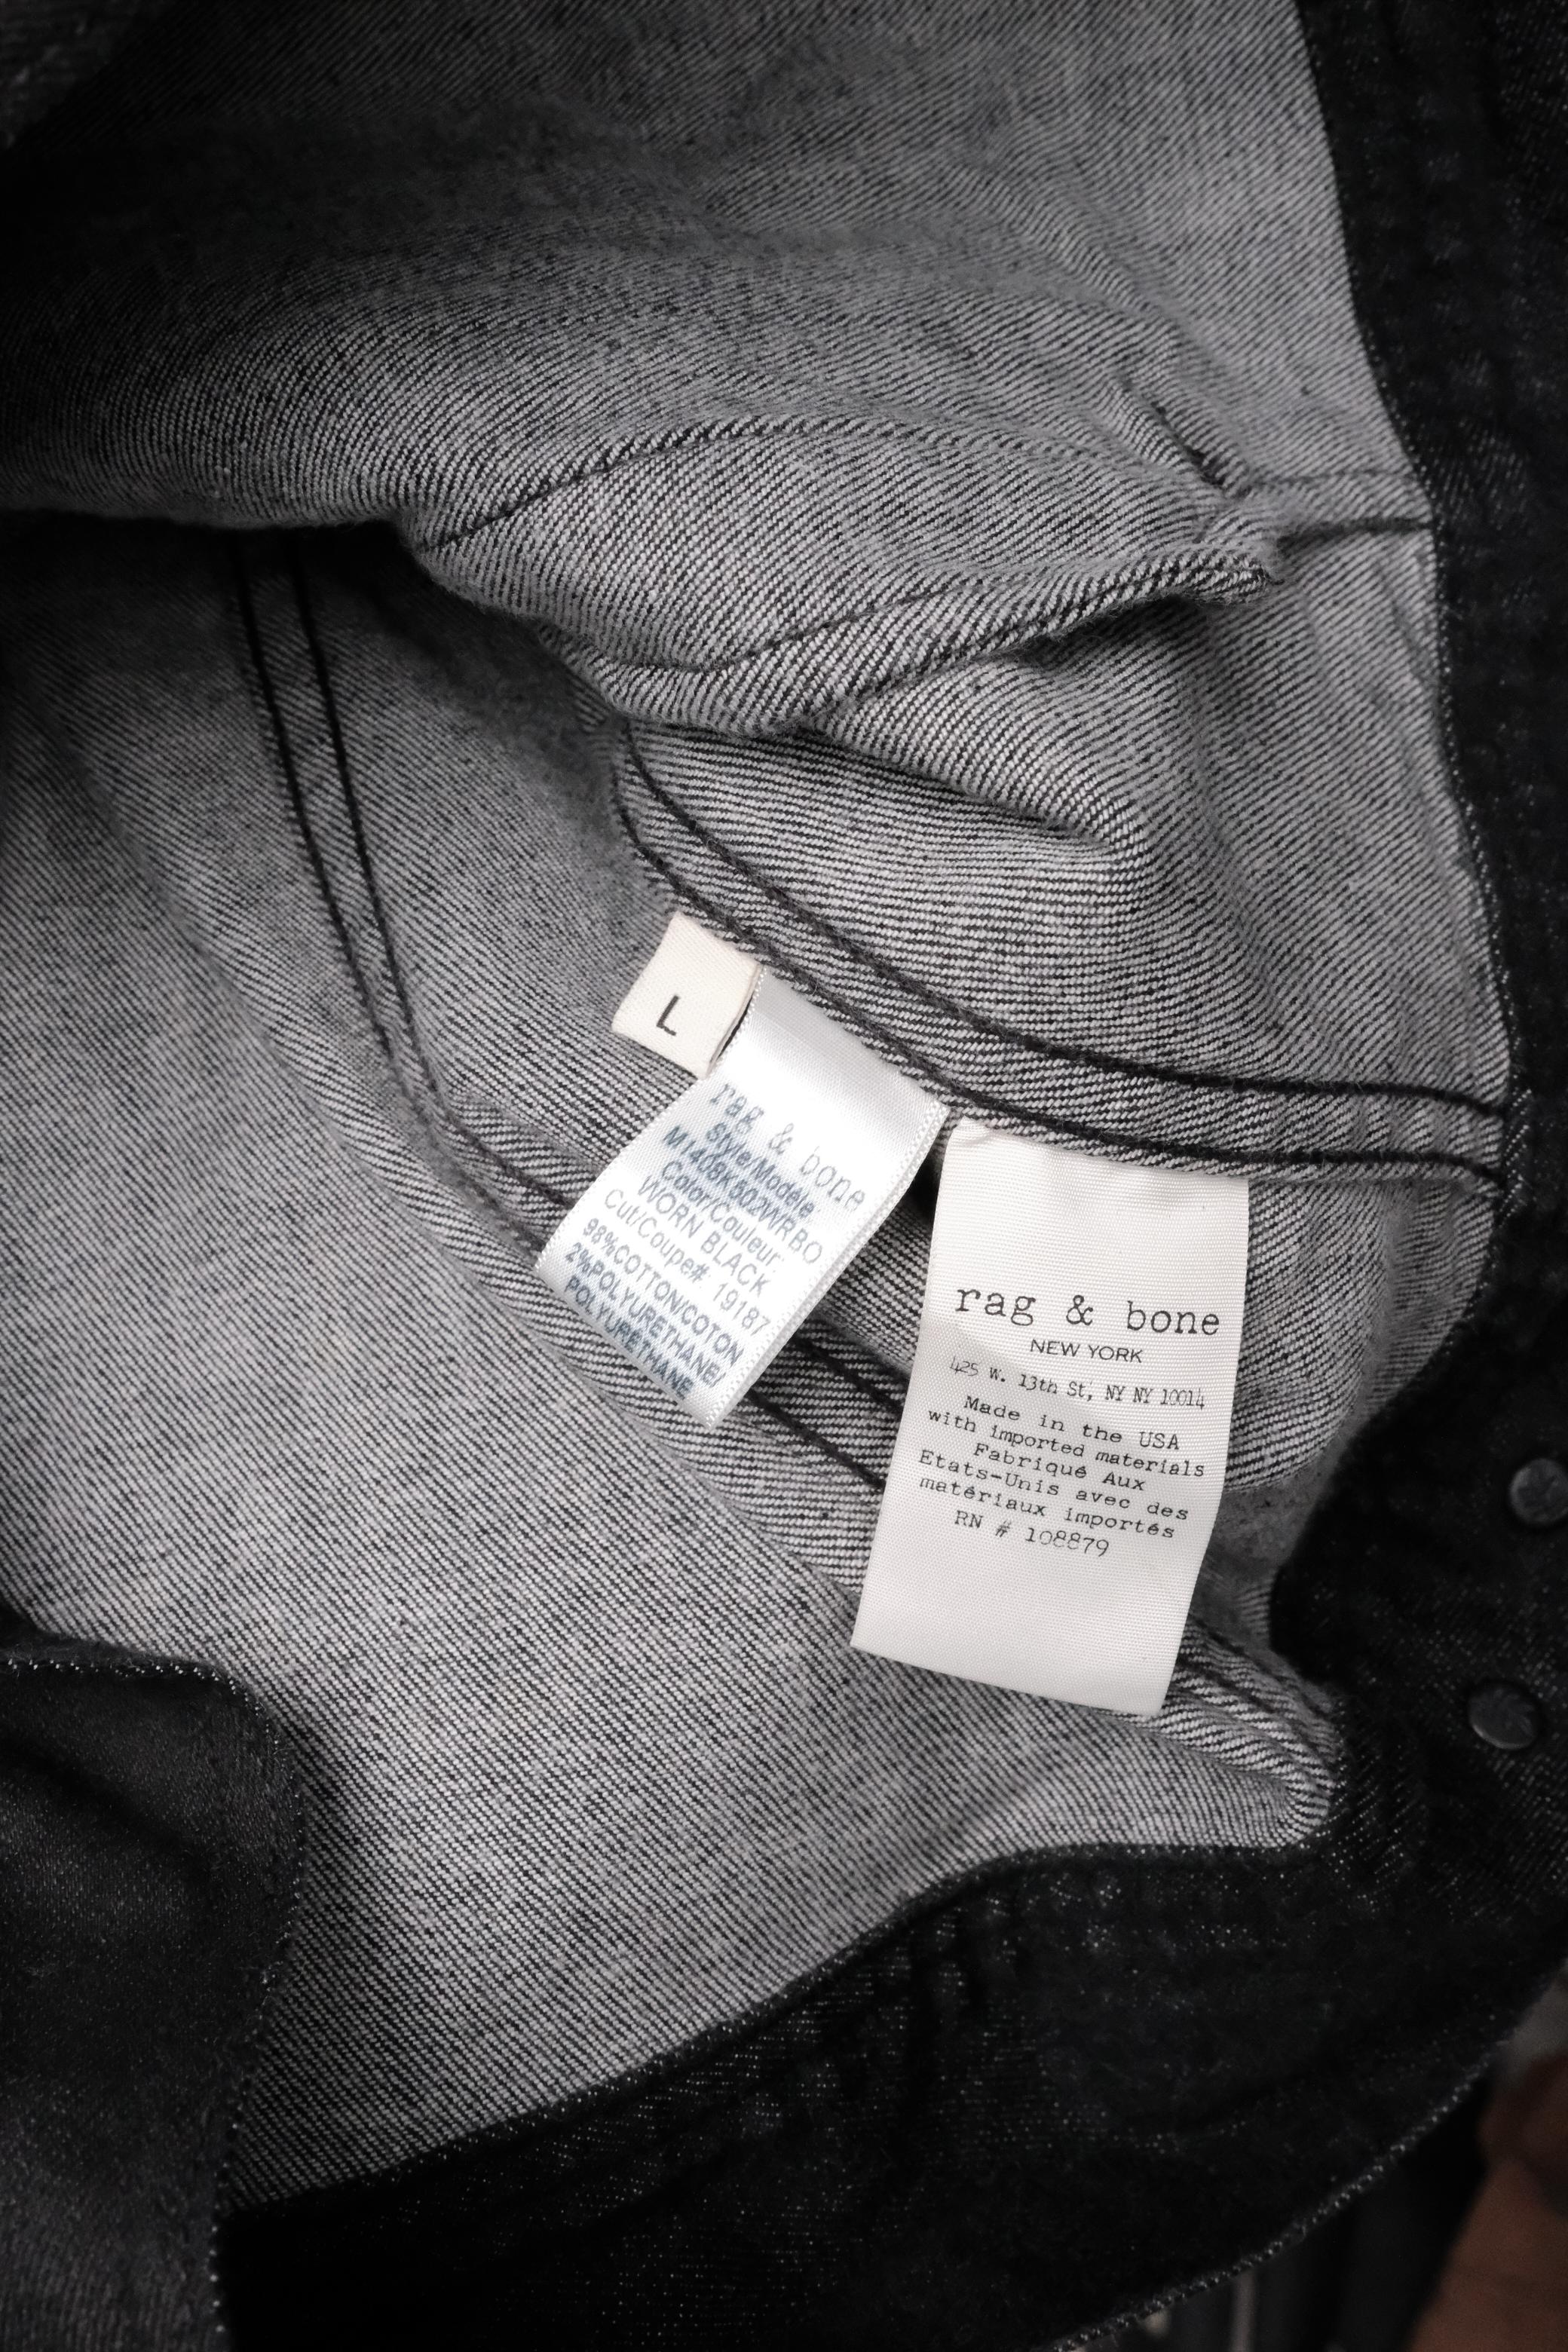 L
rag & bone
Style/Modèle
M1405K502WRBO
Color/Couleur:
WORN BLACK
Cut/Coupe# 19187
98%COTTON/COTON
2%POLYURETHANE/
POLYURETHANE
rag & bone
NEW YORK
425 W. 13th St, NY NY 10014
Made in the USA
with imported materials
Fabriqué Aux
Etats-Unis avec des
matériaux importés
RN # 108879